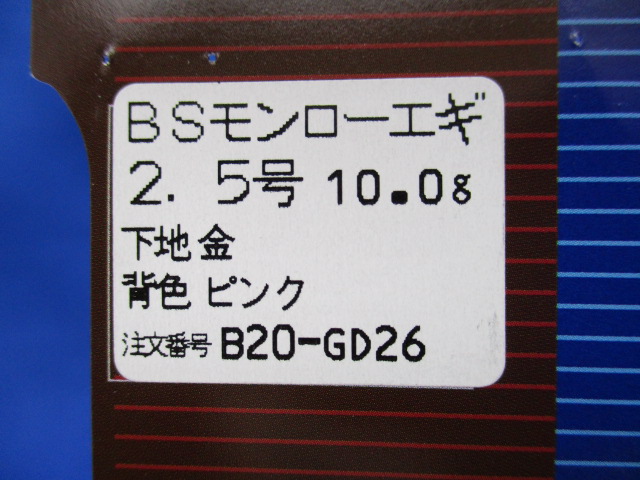 BSモンローエギ
2.5号 10.0g
下地 金
背色 ピンク
注文番号 B20-GD26